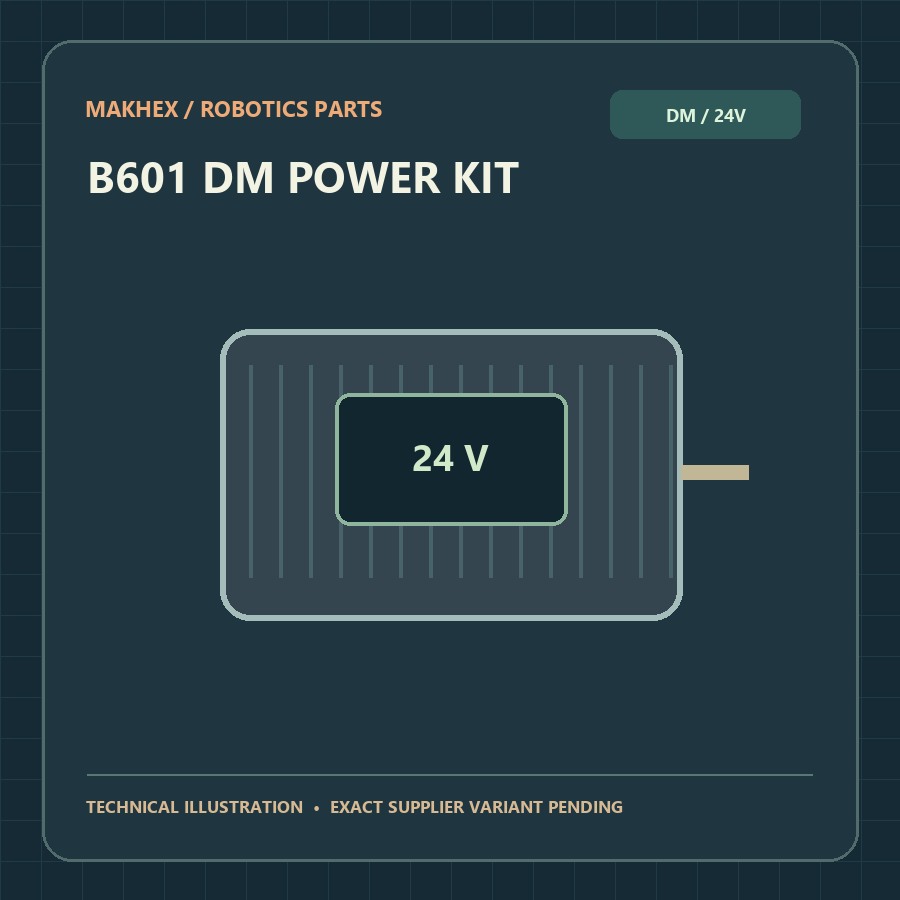 MAKHEX / ROBOTICS PARTS
DM / 24V
B601 DM POWER KIT
24 V
TECHNICAL ILLUSTRATION • EXACT SUPPLIER VARIANT PENDING